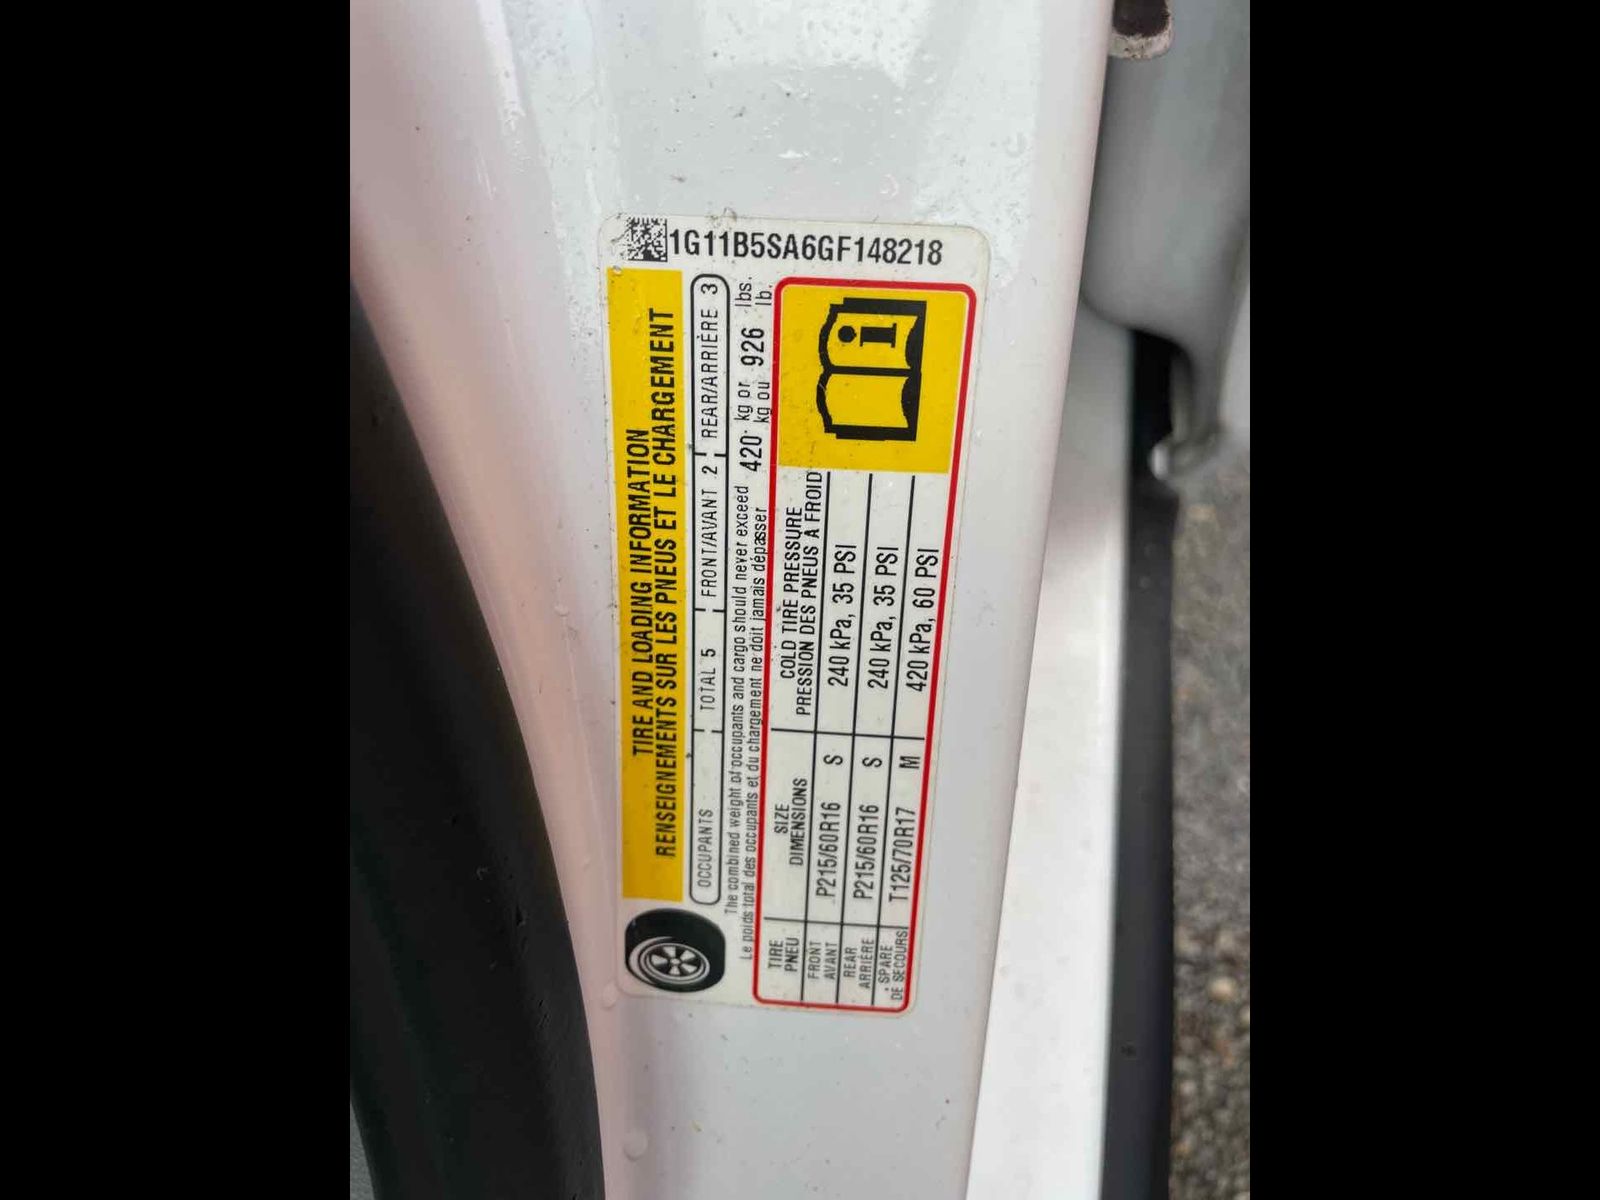 1G11B5SA6GF148218
TIRE AND LOADING INFORMATION
RENSEIGNEMENTS SUR LES PNEUS ET LE CHARGEMENT
OCCUPANTS TOTAL 5 FRONT/AVANT 2 REAR/ARRIÈRE 3
The combined weight of occupants and cargo should never exceed 420 kg or 926 lbs.
Le poids total des occupants et du chargement ne doit jamais dépasser 420 kg ou 926 lb.
TIRE SIZE COLD TIRE PRESSURE
PNEU DIMENSIONS PRESSION DES PNEUS À FROID
FRONT
AVANT P215/60R16 S 240 kPa, 35 PSI
REAR
ARRIÈRE P215/60R16 S 240 kPa, 35 PSI
SPARE
DE SECOURS T125/70R17 M 420 kPa, 60 PSI
i